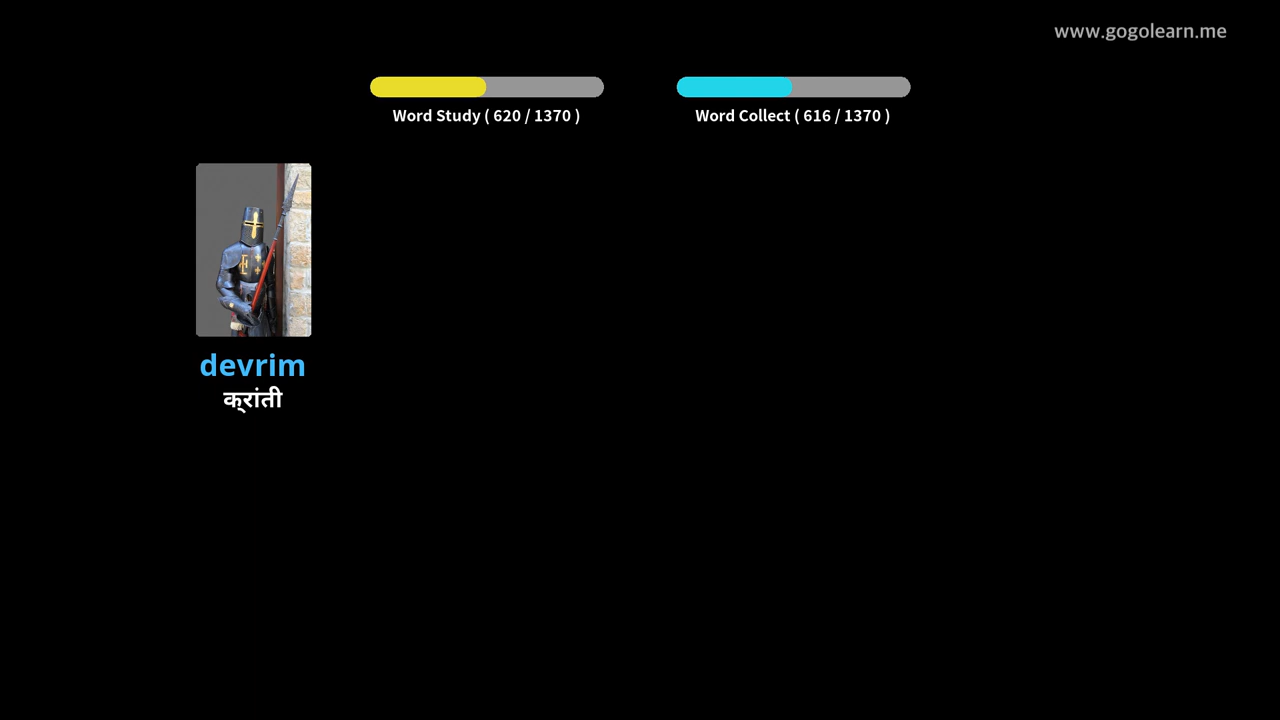 www.gogolearn.me
Word Study ( 620 / 1370 )
Word Collect ( 616 / 1370 )
devrim
क्रांती